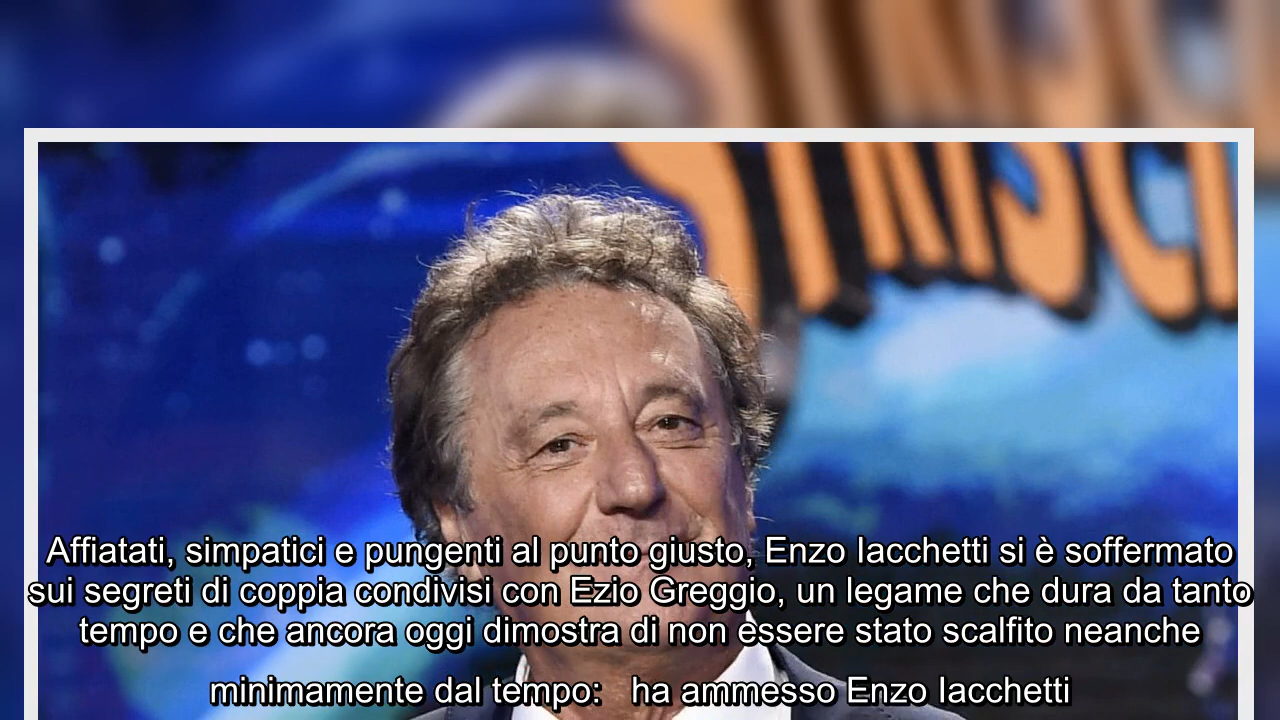 STRISCI
Affiatati, simpatici e pungenti al punto giusto, Enzo Iacchetti si è soffermato
sui segreti di coppia condivisi con Ezio Greggio, un legame che dura da tanto
tempo e che ancora oggi dimostra di non essere stato scalfito neanche
minimamente dal tempo:   ha ammesso Enzo Iacchetti